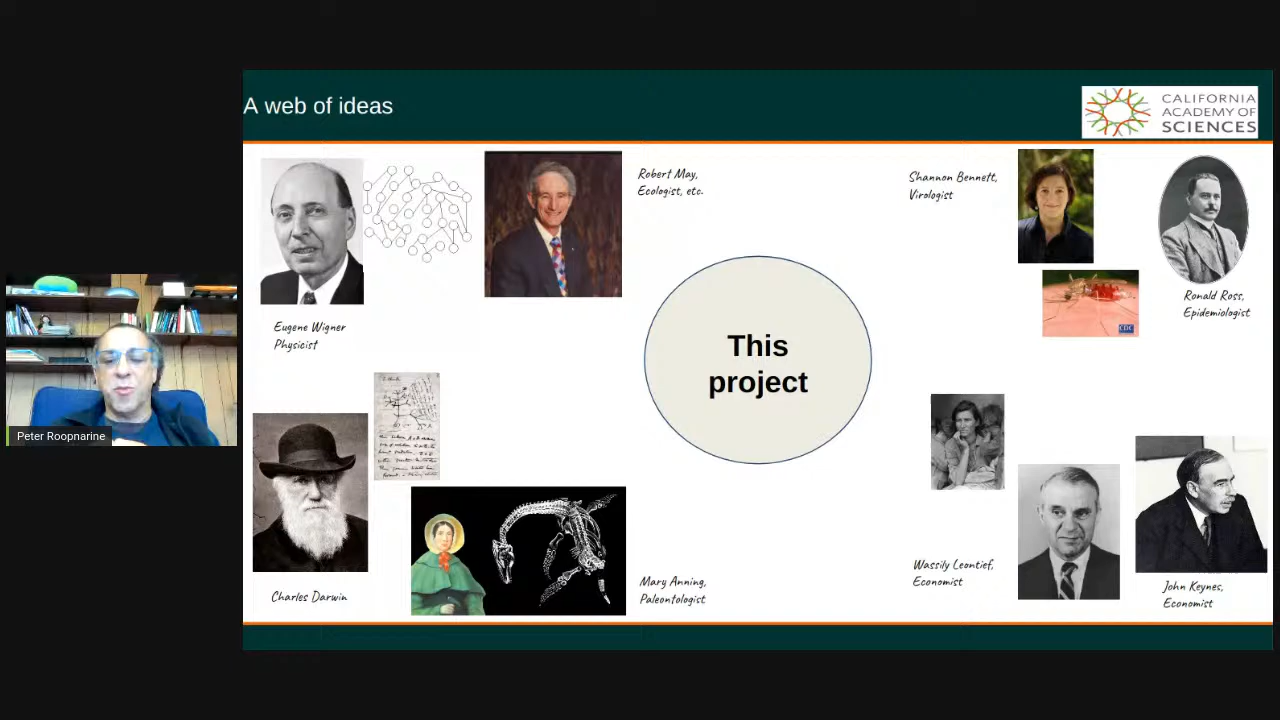 A web of ideas
CALIFORNIA
ACADEMY OF
SCIENCES
Robert May,
Ecologist, etc.
Shannon Bennett,
Virologist
Ronald Ross,
Epidemiologist
CDC
Eugene Wigner
Physicist
This
project
Peter Roopnarine
Charles Darwin
Mary Anning,
Paleontologist
Wassily Leontief,
Economist
John Keynes,
Economist